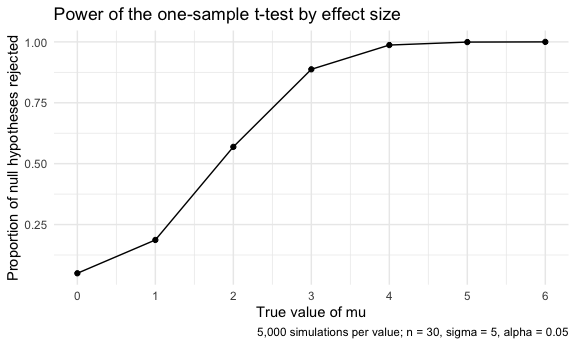 Power of the one-sample t-test by effect size
Proportion of null hypotheses rejected
1.00
0.75
0.50
0.25
0 1 2 3 4 5 6
True value of mu
5,000 simulations per value; n = 30, sigma = 5, alpha = 0.05